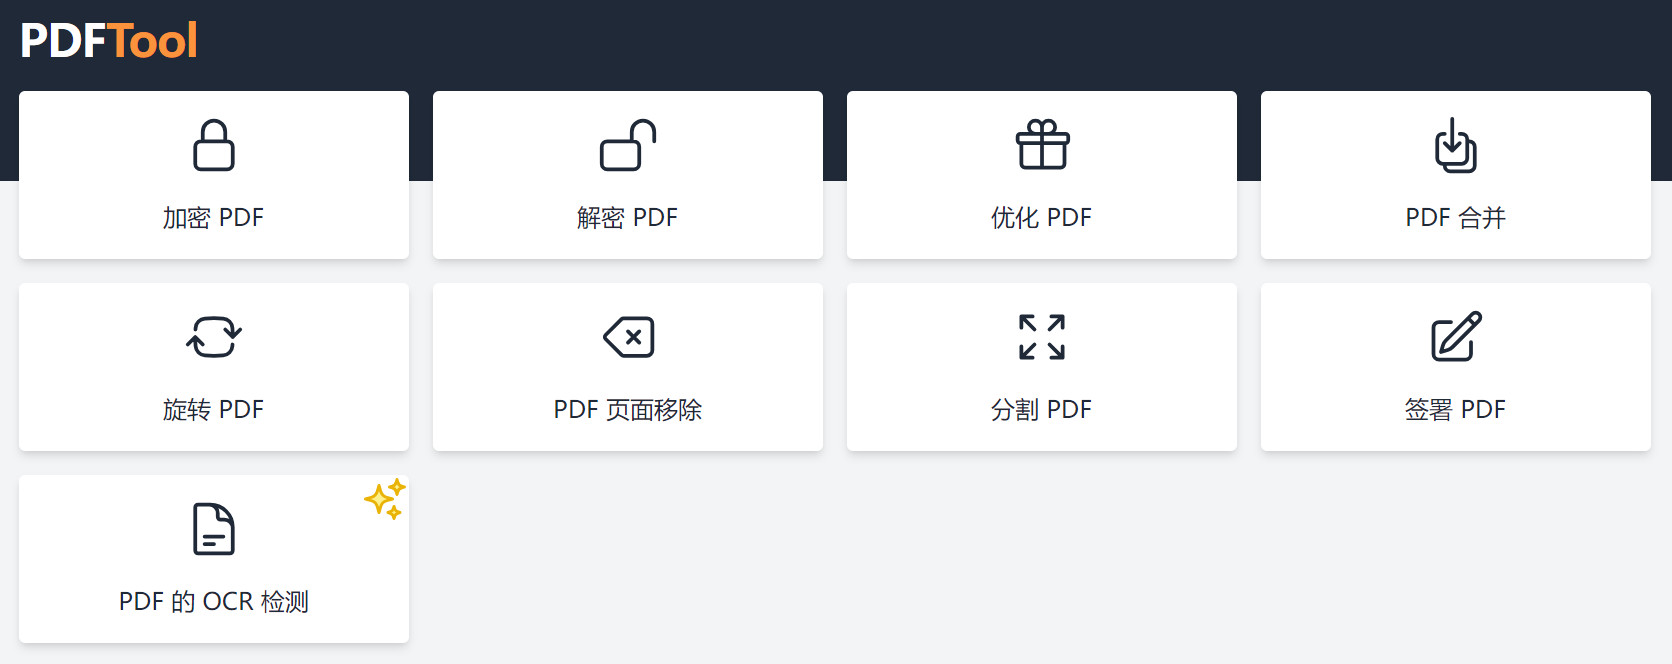 PDFTool
加密 PDF
解密 PDF
优化 PDF
PDF 合并
旋转 PDF
PDF 页面移除
分割 PDF
签署 PDF
PDF 的 OCR 检测